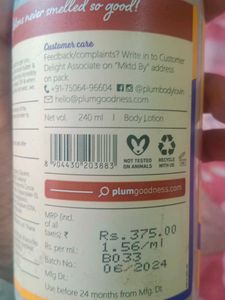 ons never smelled so good!
Customer care
Feedback/complaints? Write in to Customer
Delight Associate on "Mktd By" address
on pack
+91-75064-96604 @plumbodylovin
hello@plumgoodness.com
Net vol. 240 ml | Body Lotion
8 904430 203883
NOT TESTED
ON ANIMALS
RECYCLE
WITH US
plumgoodness.com
MRP (incl.
of all
taxes) ₹ Rs.375.00
Rs. per ml.: 1.56/ml
Batch No.: B033
Mfg Dt.: 06/2024
Use before 24 months from Mfg Dt.